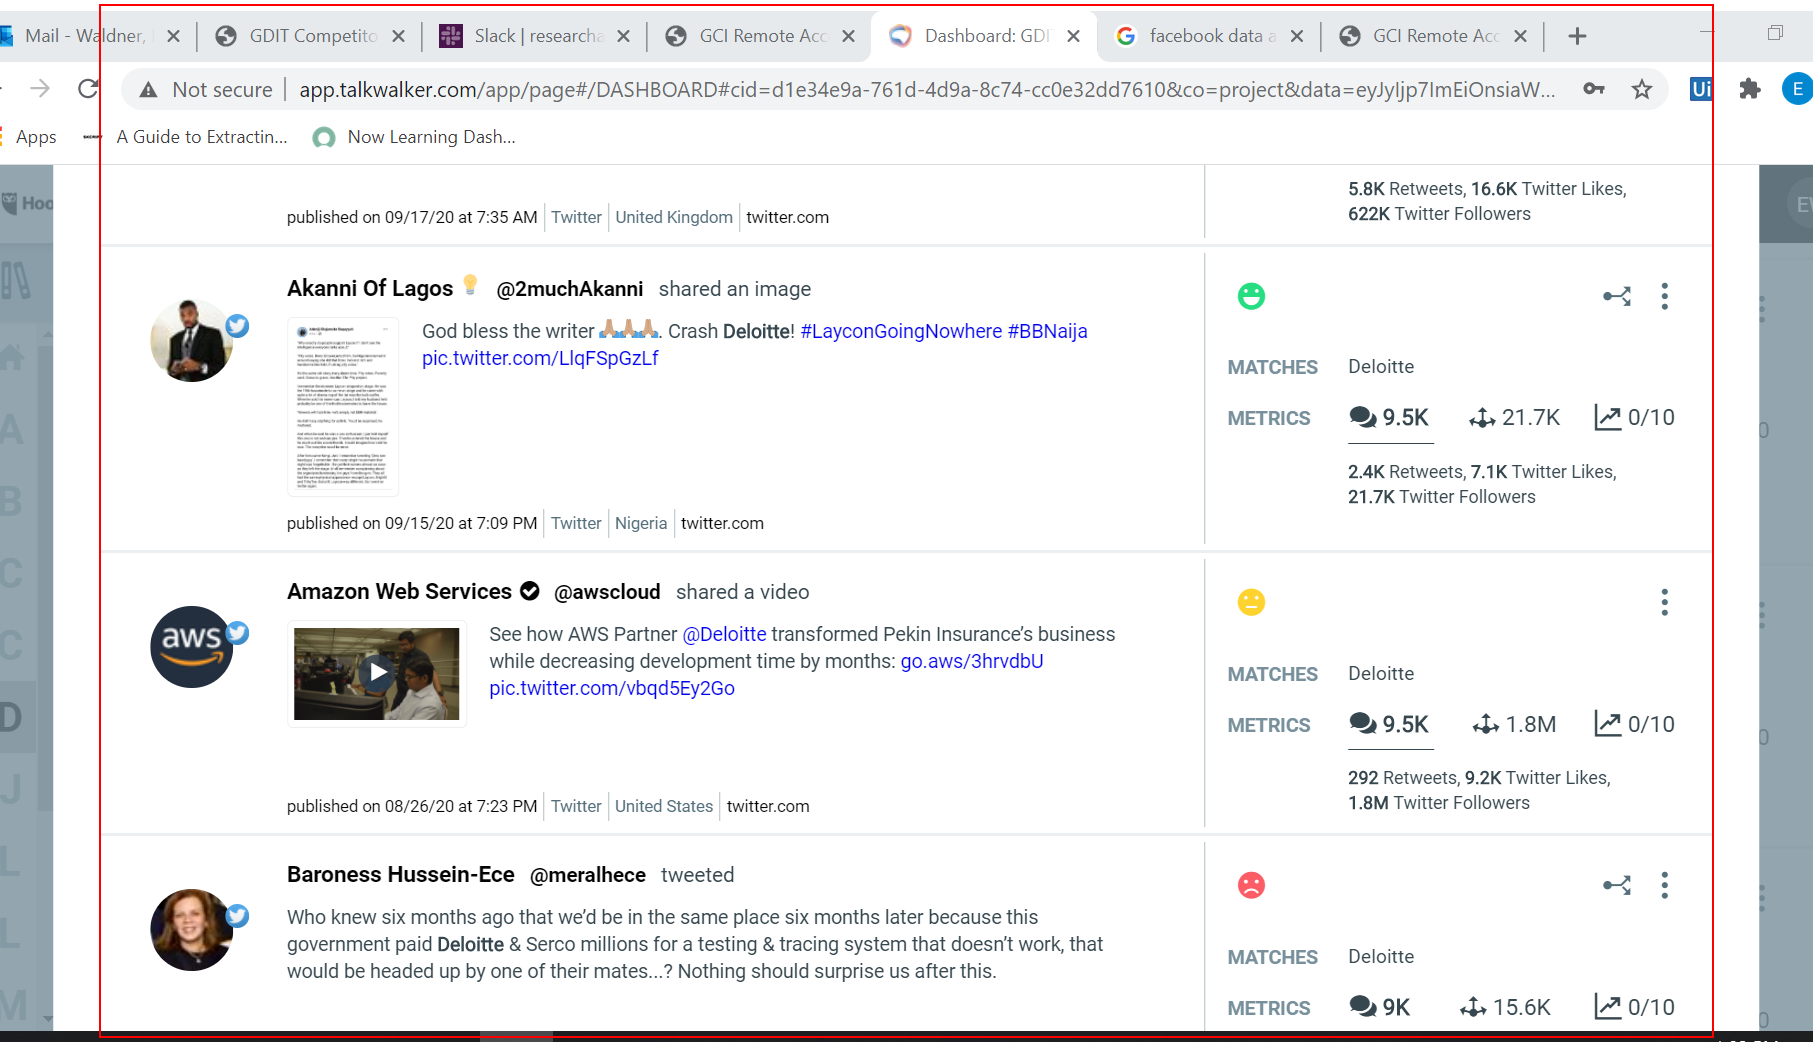 Mail - Waldner,
GDIT Competito
Slack | researcha
GCI Remote Acc
Dashboard: GDI
facebook data a
GCI Remote Acc
Not secure
app.talkwalker.com/app/page#/DASHBOARD#cid=d1e34e9a-761d-4d9a-8c74-cc0e32dd7610&co=project&data=eyJyIjp7ImEiOnsiaW...
Ui
E
Apps
A Guide to Extractin...
Now Learning Dash...
Hoo
5.8K Retweets, 16.6K Twitter Likes,
622K Twitter Followers
published on 09/17/20 at 7:35 AM Twitter United Kingdom twitter.com
Akanni Of Lagos @2muchAkanni shared an image
God bless the writer 🙏🙏🙏. Crash Deloitte! #LayconGoingNowhere #BBNaija
pic.twitter.com/LlqFSpGzLf
MATCHES Deloitte
METRICS 9.5K 21.7K 0/10
2.4K Retweets, 7.1K Twitter Likes,
21.7K Twitter Followers
published on 09/15/20 at 7:09 PM Twitter Nigeria twitter.com
Amazon Web Services @awscloud shared a video
aws
See how AWS Partner @Deloitte transformed Pekin Insurance's business
while decreasing development time by months: go.aws/3hrvdbU
pic.twitter.com/vbqd5Ey2Go
MATCHES Deloitte
METRICS 9.5K 1.8M 0/10
292 Retweets, 9.2K Twitter Likes,
1.8M Twitter Followers
published on 08/26/20 at 7:23 PM Twitter United States twitter.com
Baroness Hussein-Ece @meralhece tweeted
Who knew six months ago that we'd be in the same place six months later because this
government paid Deloitte & Serco millions for a testing & tracing system that doesn't work, that
would be headed up by one of their mates...? Nothing should surprise us after this.
MATCHES Deloitte
METRICS 9K 15.6K 0/10
A
B
C
C
D
J
L
L
M